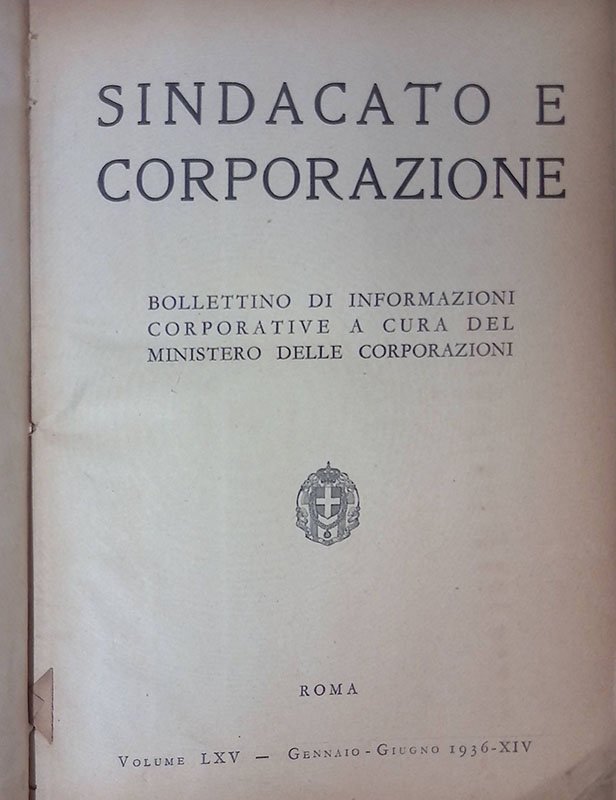 SINDACATO E
CORPORAZIONE
BOLLETTINO DI INFORMAZIONI
CORPORATIVE A CURA DEL
MINISTERO DELLE CORPORAZIONI
ROMA
VOLUME LXV — GENNAIO - GIUGNO 1936-XIV